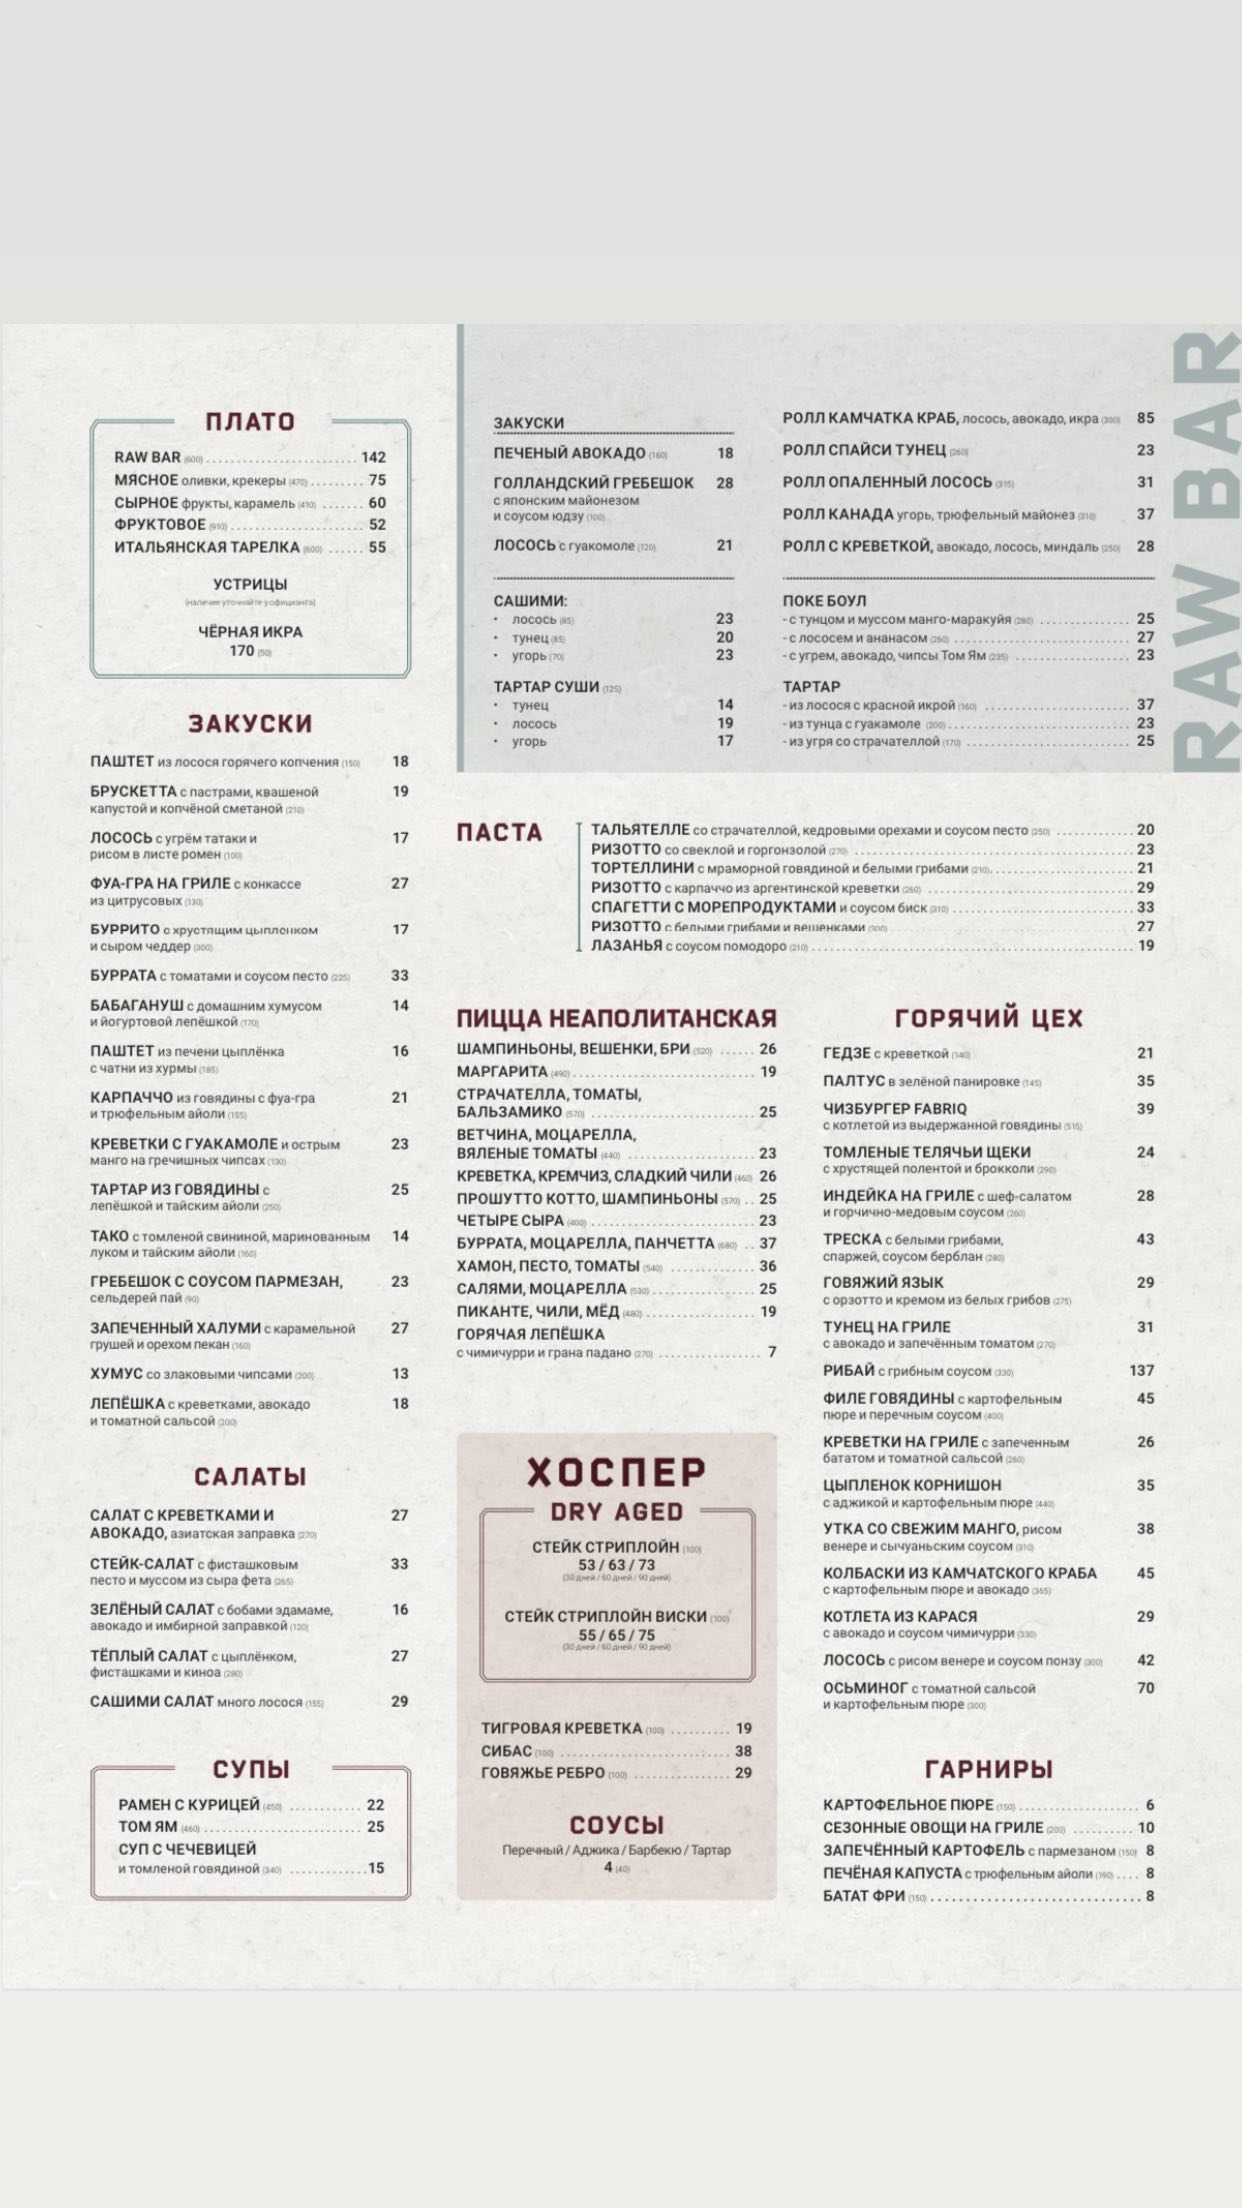 ПЛАТО
RAW BAR (600) 142
МЯСНОЕ оливки, крекеры (470) 75
СЫРНОЕ фрукты, карамель (410) 60
ФРУКТОВОЕ (910) 52
ИТАЛЬЯНСКАЯ ТАРЕЛКА (600) 55
УСТРИЦЫ
(наличие уточняйте у официанта)
ЧЁРНАЯ ИКРА
170 (50)
ЗАКУСКИ
ПАШТЕТ из лосося горячего копчения (150) 18
БРУСКЕТТА с пастрами, квашеной 19
капустой и копчёной сметаной (210)
ЛОСОСЬ с угрём татаки и 17
рисом в листе ромен (100)
ФУА-ГРА НА ГРИЛЕ с конкассе 27
из цитрусовых (130)
БУРРИТО с хрустящим цыпленком 17
и сыром чеддер (300)
БУРРАТА с томатами и соусом песто (225) 33
БАБАГАНУШ с домашним хумусом 14
и йогуртовой лепёшкой (170)
ПАШТЕТ из печени цыплёнка 16
с чатни из хурмы (185)
КАРПАЧЧО из говядины с фуа-гра 21
и трюфельным айоли (155)
КРЕВЕТКИ С ГУАКАМОЛЕ и острым 23
манго на гречишных чипсах (130)
ТАРТАР ИЗ ГОВЯДИНЫ с 25
лепёшкой и тайским айоли (250)
ТАКО с томленой свининой, маринованным 14
луком и тайским айоли (160)
ГРЕБЕШОК С СОУСОМ ПАРМЕЗАН, 23
сельдерей пай (90)
ЗАПЕЧЕННЫЙ ХАЛУМИ с карамельной 27
грушей и орехом пекан (160)
ХУМУС со злаковыми чипсами (200) 13
ЛЕПЁШКА с креветками, авокадо 18
и томатной сальсой (200)
САЛАТЫ
САЛАТ С КРЕВЕТКАМИ И 27
АВОКАДО, азиатская заправка (270)
СТЕЙК-САЛАТ с фисташковым 33
песто и муссом из сыра фета (265)
ЗЕЛЁНЫЙ САЛАТ с бобами эдамаме, 16
авокадо и имбирной заправкой (120)
ТЁПЛЫЙ САЛАТ с цыплёнком, 27
фисташками и киноа (280)
САШИМИ САЛАТ много лосося (155) 29
СУПЫ
РАМЕН С КУРИЦЕЙ (450) 22
ТОМ ЯМ (460) 25
СУП С ЧЕЧЕВИЦЕЙ
и томленой говядиной (340) 15
RAW BAR
ЗАКУСКИ
ПЕЧЕНЫЙ АВОКАДО (160) 18
ГОЛЛАНДСКИЙ ГРЕБЕШОК 28
с японским майонезом
и соусом юдзу (100)
ЛОСОСЬ с гуакомоле (120) 21
САШИМИ:
• лосось (85) 23
• тунец (85) 20
• угорь (70) 23
ТАРТАР СУШИ (125)
• тунец 14
• лосось 19
• угорь 17
РОЛЛ КАМЧАТКА КРАБ, лосось, авокадо, икра (300) 85
РОЛЛ СПАЙСИ ТУНЕЦ (260) 23
РОЛЛ ОПАЛЕННЫЙ ЛОСОСЬ (315) 31
РОЛЛ КАНАДА угорь, трюфельный майонез (310) 37
РОЛЛ С КРЕВЕТКОЙ, авокадо, лосось, миндаль (250) 28
ПОКЕ БОУЛ
- с тунцом и муссом манго-маракуйя (280) 25
- с лососем и ананасом (260) 27
- с угрем, авокадо, чипсы Том Ям (235) 23
ТАРТАР
- из лосося с красной икрой (160) 37
- из тунца с гуакамоле (200) 23
- из угря со страчателлой (170) 25
ПАСТА
ТАЛЬЯТЕЛЛЕ со страчателлой, кедровыми орехами и соусом песто (250) 20
РИЗОТТО со свеклой и горгонзолой (270) 23
ТОРТЕЛЛИНИ с мраморной говядиной и белыми грибами (210) 21
РИЗОТТО с карпаччо из аргентинской креветки (260) 29
СПАГЕТТИ С МОРЕПРОДУКТАМИ и соусом биск (310) 33
РИЗОТТО с белыми грибами и вешенками (300) 27
ЛАЗАНЬЯ с соусом помодоро (210) 19
ПИЦЦА НЕАПОЛИТАНСКАЯ
ШАМПИНЬОНЫ, ВЕШЕНКИ, БРИ (520) 26
МАРГАРИТА (490) 19
СТРАЧАТЕЛЛА, ТОМАТЫ,
БАЛЬЗАМИКО (570) 25
ВЕТЧИНА, МОЦАРЕЛЛА,
ВЯЛЕНЫЕ ТОМАТЫ (440) 23
КРЕВЕТКА, КРЕМЧИЗ, СЛАДКИЙ ЧИЛИ (460) 26
ПРОШУТТО КОТТО, ШАМПИНЬОНЫ (570) 25
ЧЕТЫРЕ СЫРА (400) 23
БУРРАТА, МОЦАРЕЛЛА, ПАНЧЕТТА (680) 37
ХАМОН, ПЕСТО, ТОМАТЫ (540) 36
САЛЯМИ, МОЦАРЕЛЛА (530) 25
ПИКАНТЕ, ЧИЛИ, МЁД (480) 19
ГОРЯЧАЯ ЛЕПЁШКА
с чимичурри и грана падано (270) 7
ХОСПЕР
DRY AGED
СТЕЙК СТРИПЛОЙН (100)
53 / 63 / 73
(30 дней / 60 дней / 90 дней)
СТЕЙК СТРИПЛОЙН ВИСКИ (100)
55 / 65 / 75
(30 дней / 60 дней / 90 дней)
ТИГРОВАЯ КРЕВЕТКА (100) 19
СИБАС (100) 38
ГОВЯЖЬЕ РЕБРО (100) 29
СОУСЫ
Перечный / Аджика / Барбекю / Тартар
4 (40)
ГОРЯЧИЙ ЦЕХ
ГЕДЗЕ с креветкой (140) 21
ПАЛТУС в зелёной панировке (145) 35
ЧИЗБУРГЕР FABRIQ 39
с котлетой из выдержанной говядины (515)
ТОМЛЕНЫЕ ТЕЛЯЧЬИ ЩЕКИ 24
с хрустящей полентой и брокколи (290)
ИНДЕЙКА НА ГРИЛЕ с шеф-салатом 28
и горчично-медовым соусом (260)
ТРЕСКА с белыми грибами, 43
спаржей, соусом берблан (280)
ГОВЯЖИЙ ЯЗЫК 29
с орзотто и кремом из белых грибов (275)
ТУНЕЦ НА ГРИЛЕ 31
с авокадо и запечённым томатом (270)
РИБАЙ с грибным соусом (330) 137
ФИЛЕ ГОВЯДИНЫ с картофельным 45
пюре и перечным соусом (400)
КРЕВЕТКИ НА ГРИЛЕ с запеченным 26
бататом и томатной сальсой (260)
ЦЫПЛЕНОК КОРНИШОН 35
с аджикой и картофельным пюре (440)
УТКА СО СВЕЖИМ МАНГО, рисом 38
венере и сычуаньским соусом (310)
КОЛБАСКИ ИЗ КАМЧАТСКОГО КРАБА 45
с картофельным пюре и авокадо (365)
КОТЛЕТА ИЗ КАРАСЯ 29
с авокадо и соусом чимичурри (330)
ЛОСОСЬ с рисом венере и соусом понзу (300) 42
ОСЬМИНОГ с томатной сальсой 70
и картофельным пюре (300)
ГАРНИРЫ
КАРТОФЕЛЬНОЕ ПЮРЕ (150) 6
СЕЗОННЫЕ ОВОЩИ НА ГРИЛЕ (200) 10
ЗАПЕЧЁННЫЙ КАРТОФЕЛЬ с пармезаном (150) 8
ПЕЧЁНАЯ КАПУСТА с трюфельным айоли (190) 8
БАТАТ ФРИ (150) 8